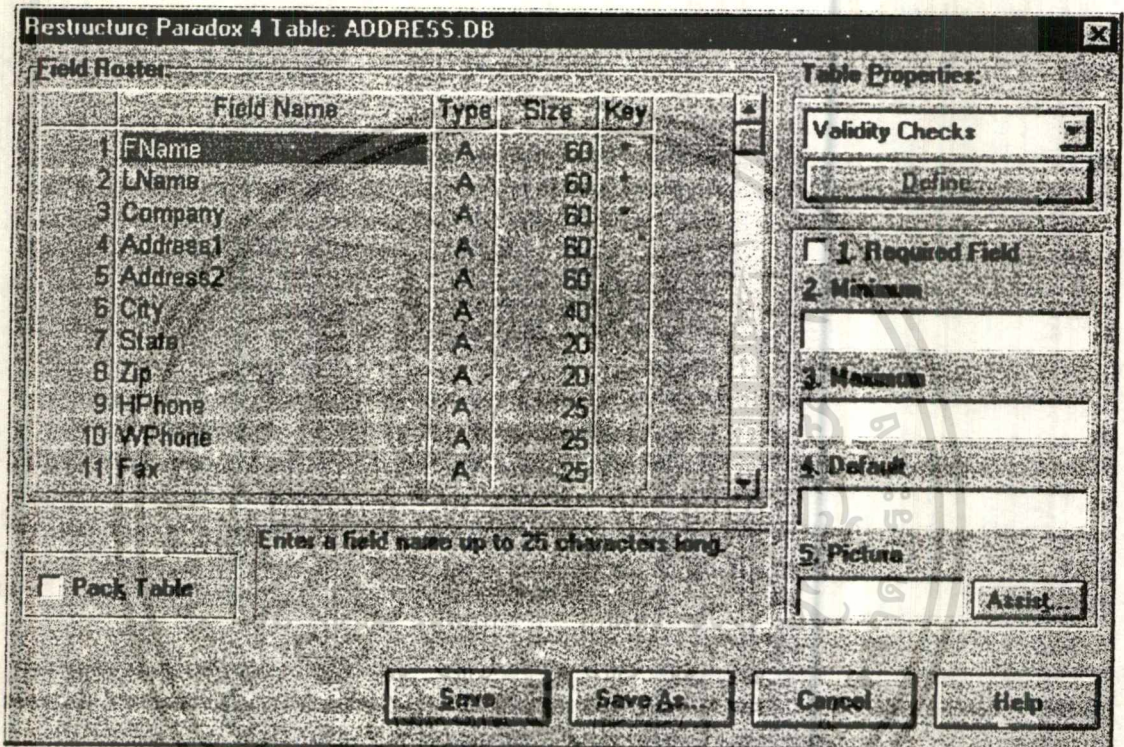 Restructure Paradox 4 Table: ADDRESS.DB
Field Roster:
Field Name Type Size Key
1 FName A 60 *
2 LName A 60 *
3 Company A 60 *
4 Address1 A 60
5 Address2 A 60
6 City A 40
7 State A 20
8 Zip A 20
9 HPhone A 25
10 WPhone A 25
11 Fax A 25
Enter a field name up to 25 characters long.
Pack Table
Table Properties:
Validity Checks
Define...
1. Required Field
2. Minimum
3. Maximum
4. Default
5. Picture
Assist...
Save
Save As...
Cancel
Help